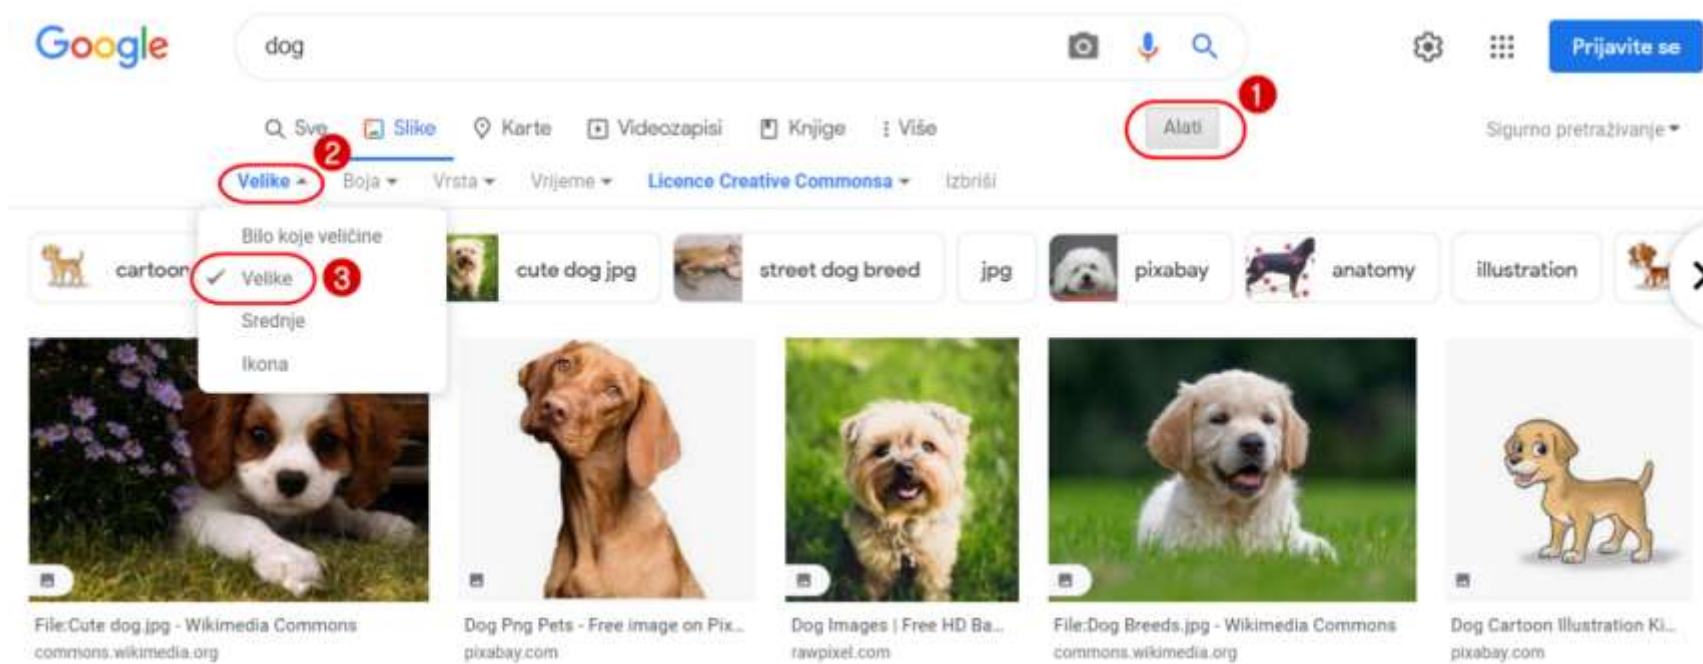 Google
dog
Prijavite se
1
Sve Slike Karte Videozapisi Knjige Više Alati Sigurno pretraživanje
2
Velike Boja Vrsta Vrijeme Licence Creative Commonsa Izbriši
Bilo koje veličine
Velike 3
Srednje
Ikona
cartoon cute dog jpg street dog breed jpg pixabay anatomy illustration
File:Cute dog.jpg - Wikimedia Commons
commons.wikimedia.org
Dog Png Pets - Free image on Pix...
pixabay.com
Dog Images | Free HD Ba...
rawpixel.com
File:Dog Breeds.jpg - Wikimedia Commons
commons.wikimedia.org
Dog Cartoon Illustration Ki...
pixabay.com